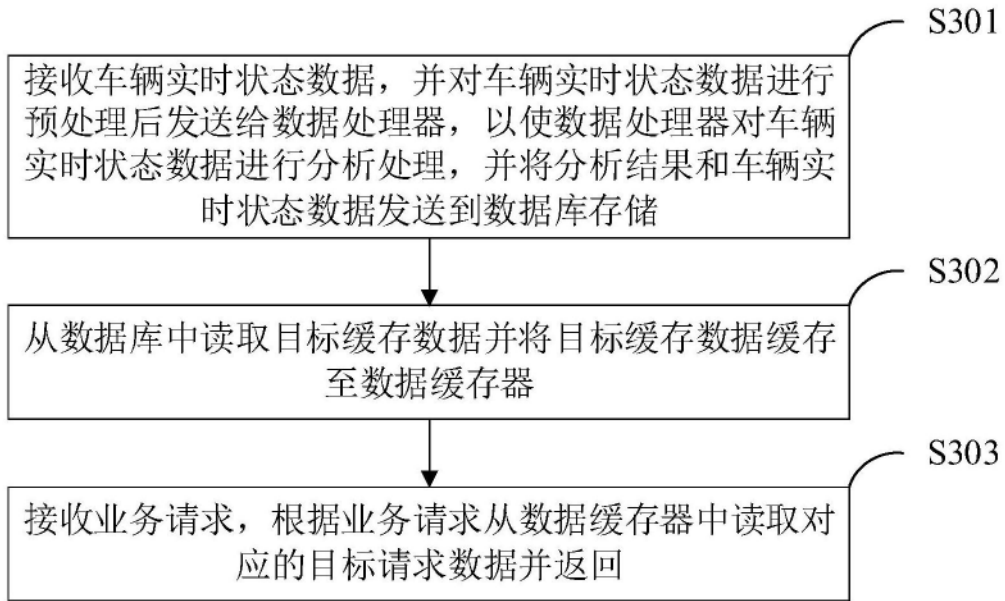 S301
接收车辆实时状态数据，并对车辆实时状态数据进行
预处理后发送给数据处理器，以使数据处理器对车辆
实时状态数据进行分析处理，并将分析结果和车辆实
时状态数据发送到数据库存储
S302
从数据库中读取目标缓存数据并将目标缓存数据缓存
至数据缓存器
S303
接收业务请求，根据业务请求从数据缓存器中读取对
应的目标请求数据并返回